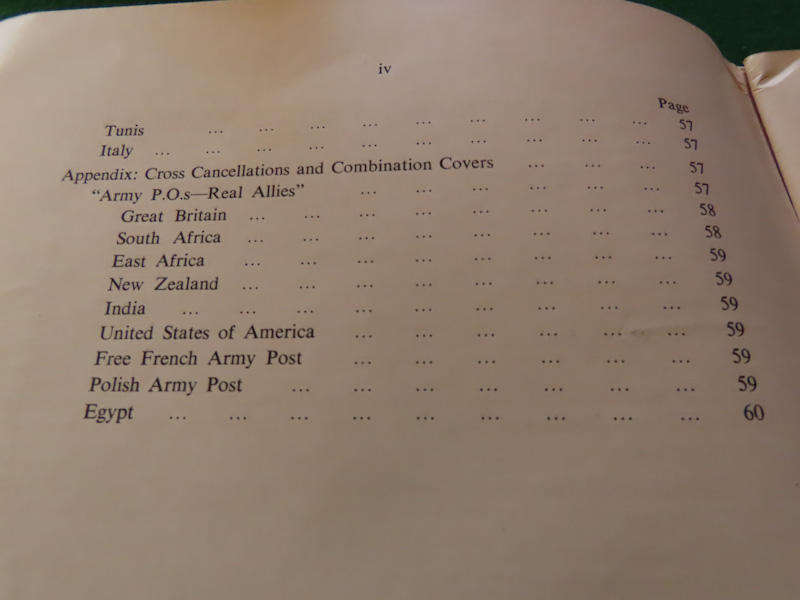 iv
Page
Tunis ... ... ... ... ... ... ... ... ... 57
Italy ... ... ... ... ... ... ... ... ... ... 57
Appendix: Cross Cancellations and Combination Covers ... ... ... 57
"Army P.O.s—Real Allies" ... ... ... ... ... ... 57
Great Britain ... ... ... ... ... ... ... ... 58
South Africa ... ... ... ... ... ... ... ... 58
East Africa ... ... ... ... ... ... ... ... 59
New Zealand ... ... ... ... ... ... ... ... 59
India ... ... ... ... ... ... ... ... ... 59
United States of America ... ... ... ... ... ... 59
Free French Army Post ... ... ... ... ... ... 59
Polish Army Post ... ... ... ... ... ... ... 59
Egypt ... ... ... ... ... ... ... ... ... 60